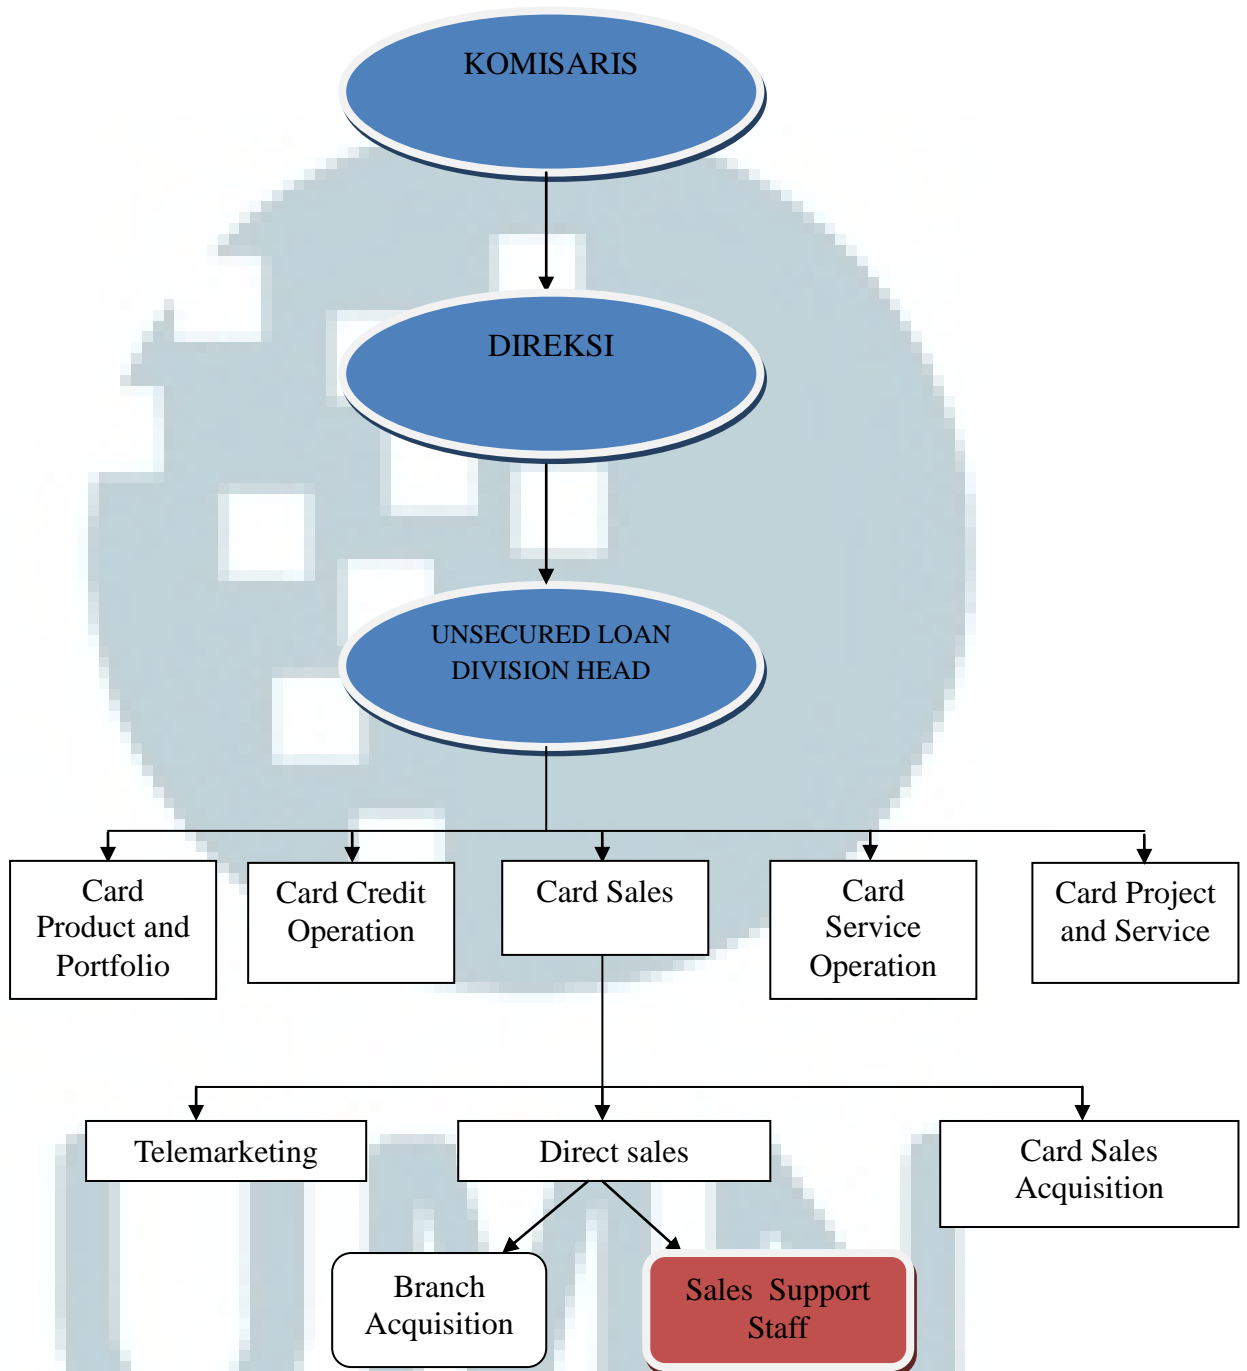 KOMISARIS
DIREKSI
UNSECURED LOAN
DIVISION HEAD
Card
Product and
Portfolio
Card Credit
Operation
Card Sales
Card
Service
Operation
Card Project
and Service
Telemarketing
Direct sales
Card Sales
Acquisition
Branch
Acquisition
Sales Support
Staff
UMN